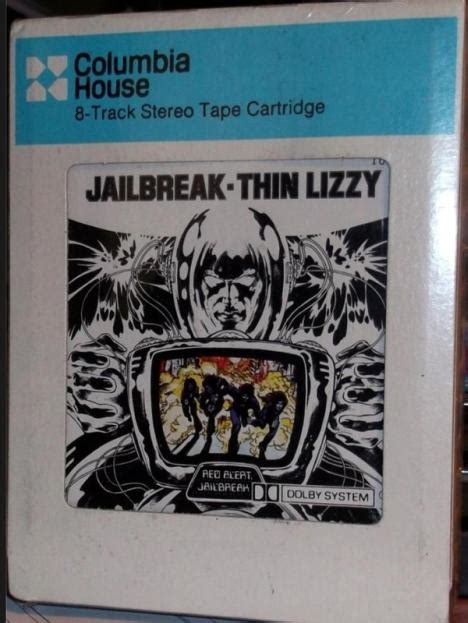 Columbia
House
8-Track Stereo Tape Cartridge
JAILBREAK-THIN LIZZY
RED ALERT,
JAILBREAK
DOLBY SYSTEM